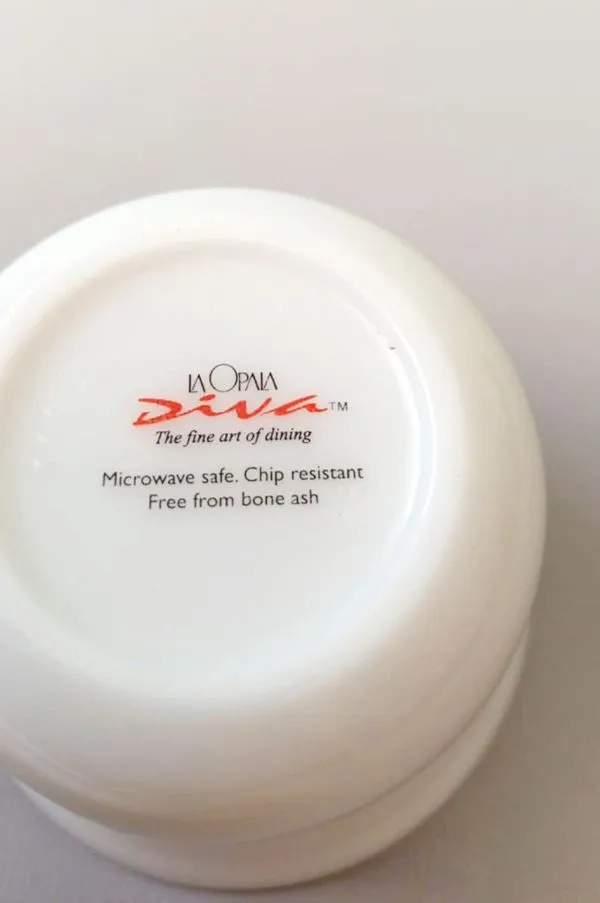 LA OPALA
Diva™
The fine art of dining
Microwave safe. Chip resistant
Free from bone ash